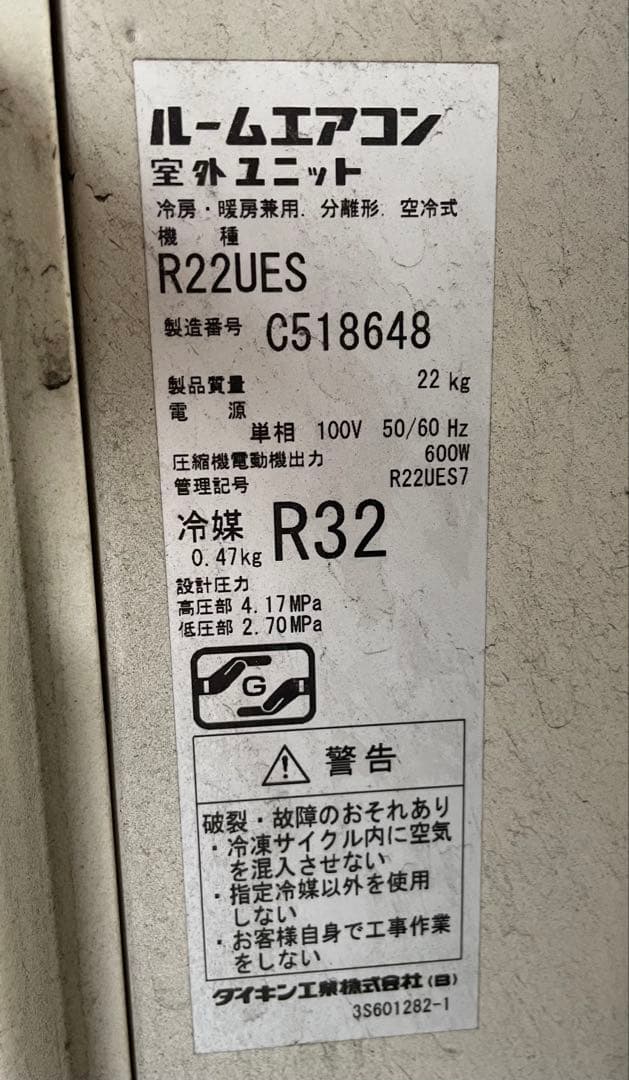 ルームエアコン
室外ユニット
冷房・暖房兼用. 分離形. 空冷式
機 種
R22UES
製造番号 C518648
製品質量 22 kg
電 源
単相 100V 50/60 Hz
圧縮機電動機出力 600W
管理記号 R22UES7
冷媒 R32
0.47kg
設計圧力
高圧部 4.17MPa
低圧部 2.70MPa
G
警告
破裂・故障のおそれあり
・冷凍サイクル内に空気
を混入させない
・指定冷媒以外を使用
しない
・お客様自身で工事作業
をしない
ダイキン工業株式会社(日)
3S601282-1